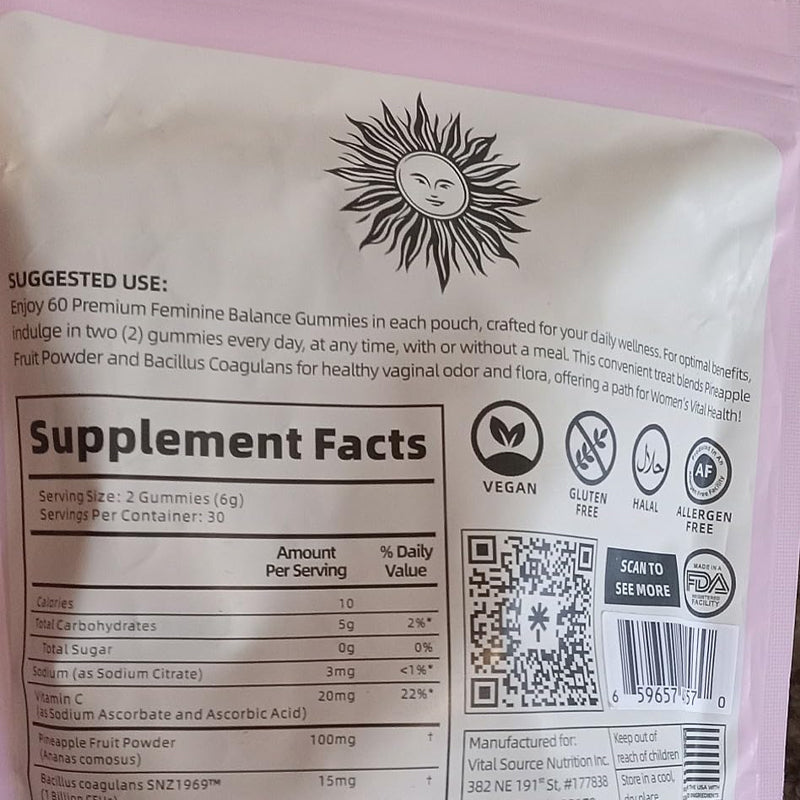 SUGGESTED USE:
Enjoy 60 Premium Feminine Balance Gummies in each pouch, crafted for your daily wellness. For optimal benefits,
indulge in two (2) gummies every day, at any time, with or without a meal. This convenient treat blends Pineapple
Fruit Powder and Bacillus Coagulans for healthy vaginal odor and flora, offering a path for Women's Vital Health!
Supplement Facts
Serving Size: 2 Gummies (6g)
Servings Per Container: 30
Amount Per Serving % Daily Value
Calories 10
Total Carbohydrates 5g 2%*
Total Sugar 0g 0%
Sodium (as Sodium Citrate) 3mg <1%*
Vitamin C 20mg 22%*
(as Sodium Ascorbate and Ascorbic Acid)
Pineapple Fruit Powder 100mg †
(Ananas comosus)
Bacillus coagulans SNZ1969™ 15mg †
(1 Billion CFUs)
VEGAN
GLUTEN
FREE
حلال
HALAL
AF
ALLERGEN
FREE
SCAN TO
SEE MORE
MADE IN A
FDA
REGISTERED
FACILITY
6 59657 57 0
Manufactured for:
Vital Source Nutrition Inc.
382 NE 191st St, #177838
Keep out of
reach of children
Store in a cool,
dry place